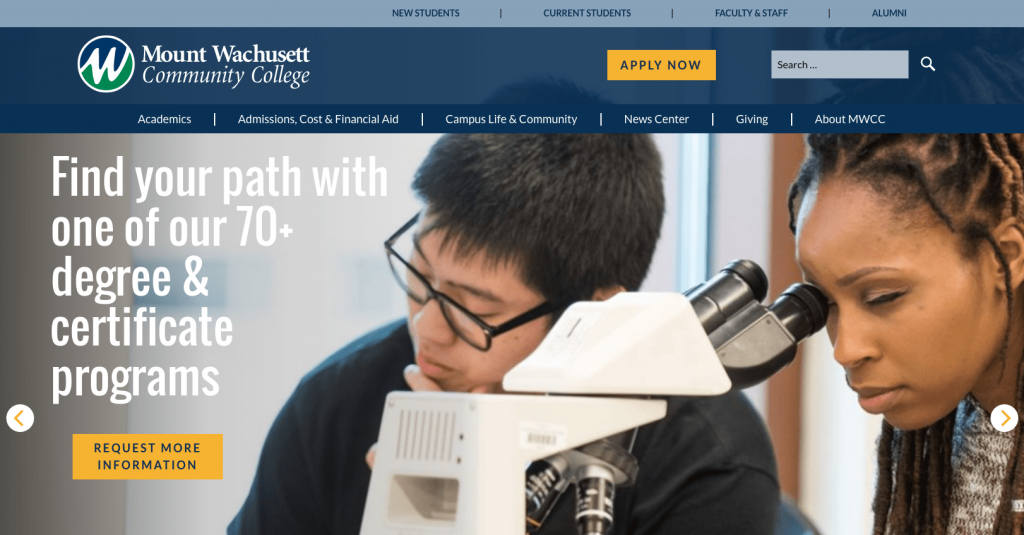 NEW STUDENTS | CURRENT STUDENTS | FACULTY & STAFF | ALUMNI
Mount Wachusett
Community College
APPLY NOW
Search ...
Academics | Admissions, Cost & Financial Aid | Campus Life & Community | News Center | Giving | About MWCC
Find your path with
one of our 70+
degree &
certificate
programs
REQUEST MORE
INFORMATION